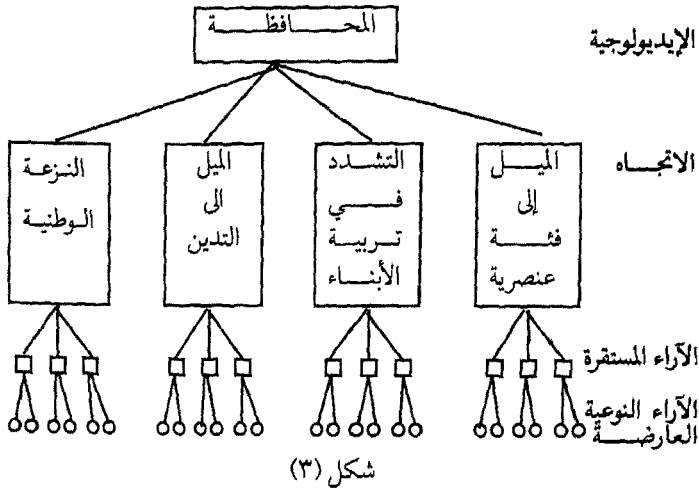 المحافظة
الإيديولوجية
الاتجاه
الميل
إلى
فئة
عنصرية
التشدد
في
تربية
الأبناء
الميل
الى
التدين
النزعة
الوطنية
الآراء المستقرة
الآراء النوعية
العارضة
شكل (٣)